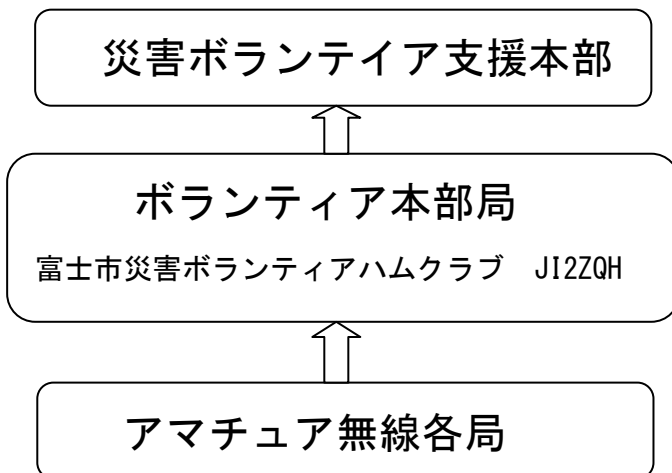 災害ボランテイア支援本部
ボランティア本部局
富士市災害ボランティアハムクラブ　JI2ZQH
アマチュア無線各局